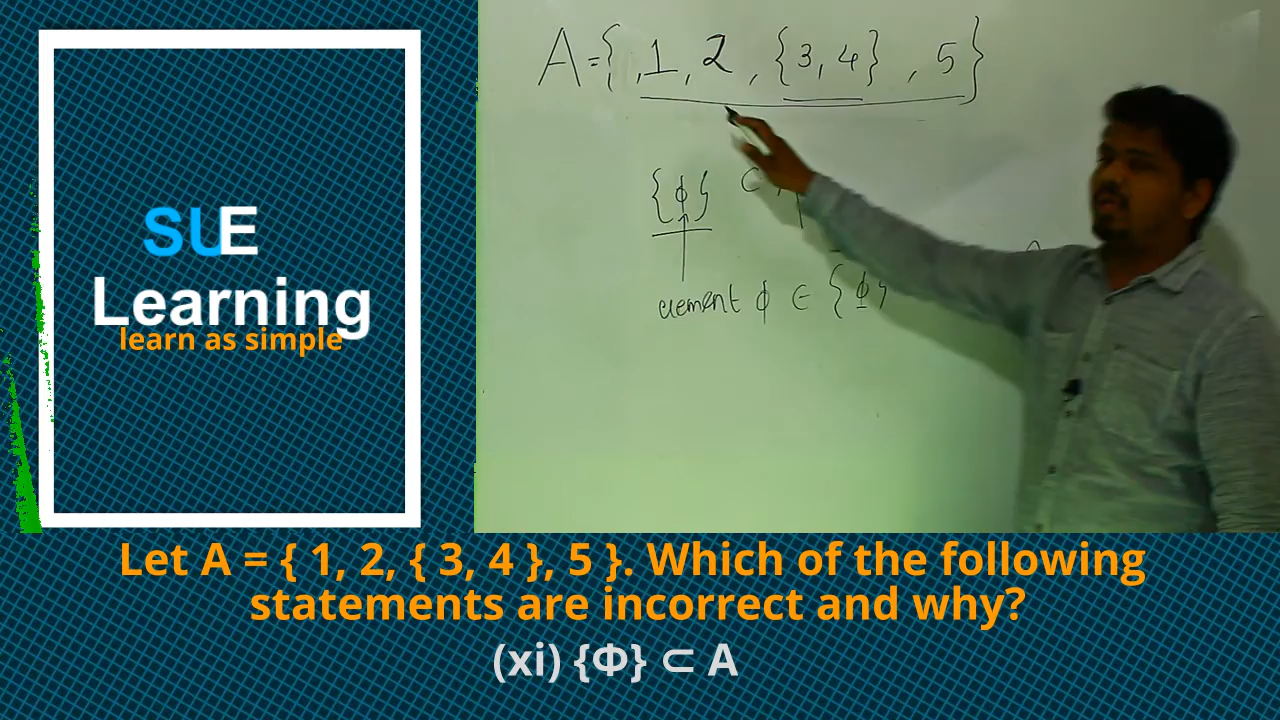 SUE
Learning
learn as simple
A={ ,1, 2, {3,4} , 5}
{ϕ} ⊂
element ϕ ∈ {ϕ}
Let A = { 1, 2, { 3, 4 }, 5 }. Which of the following
statements are incorrect and why?
(xi) {Φ} ⊂ A